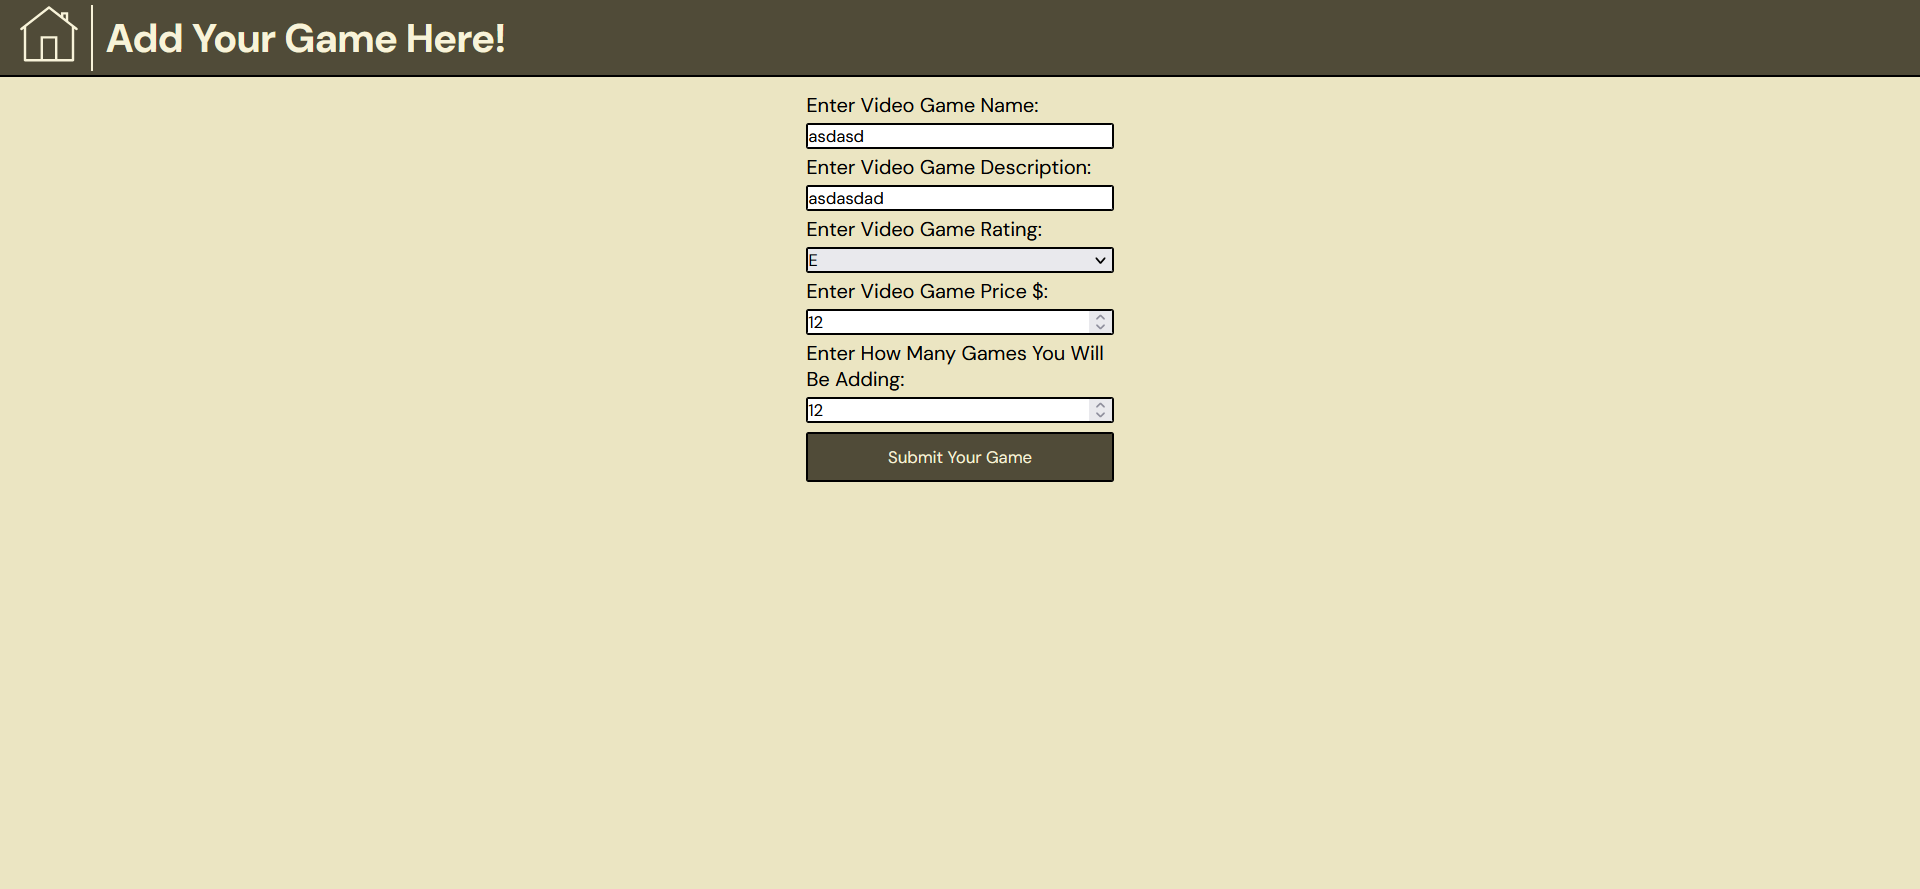 Add Your Game Here!
Enter Video Game Name:
asdasd
Enter Video Game Description:
asdasdad
Enter Video Game Rating:
E
Enter Video Game Price $:
12
Enter How Many Games You Will
Be Adding:
12
Submit Your Game